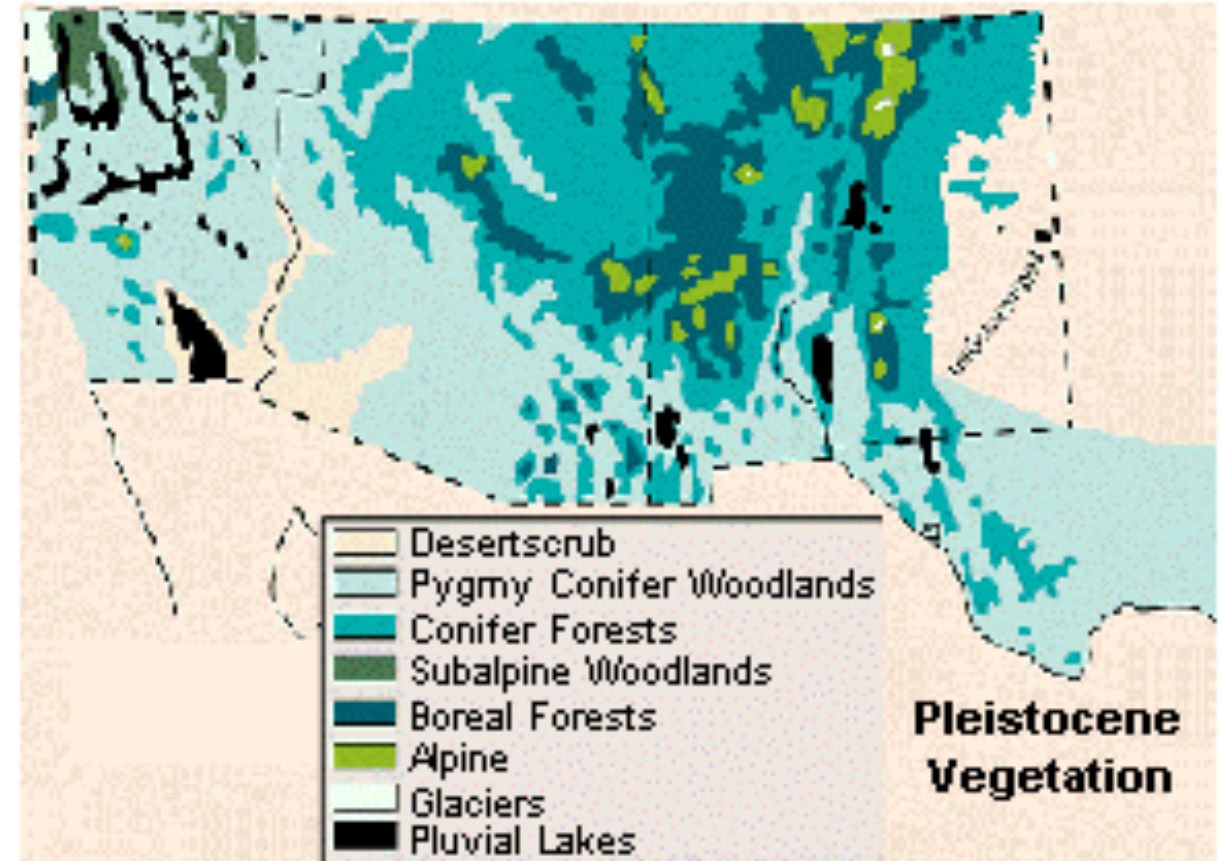 Desertscrub
Pygmy Conifer Woodlands
Conifer Forests
Subalpine Woodlands
Boreal Forests
Alpine
Glaciers
Pluvial Lakes
Pleistocene
Vegetation